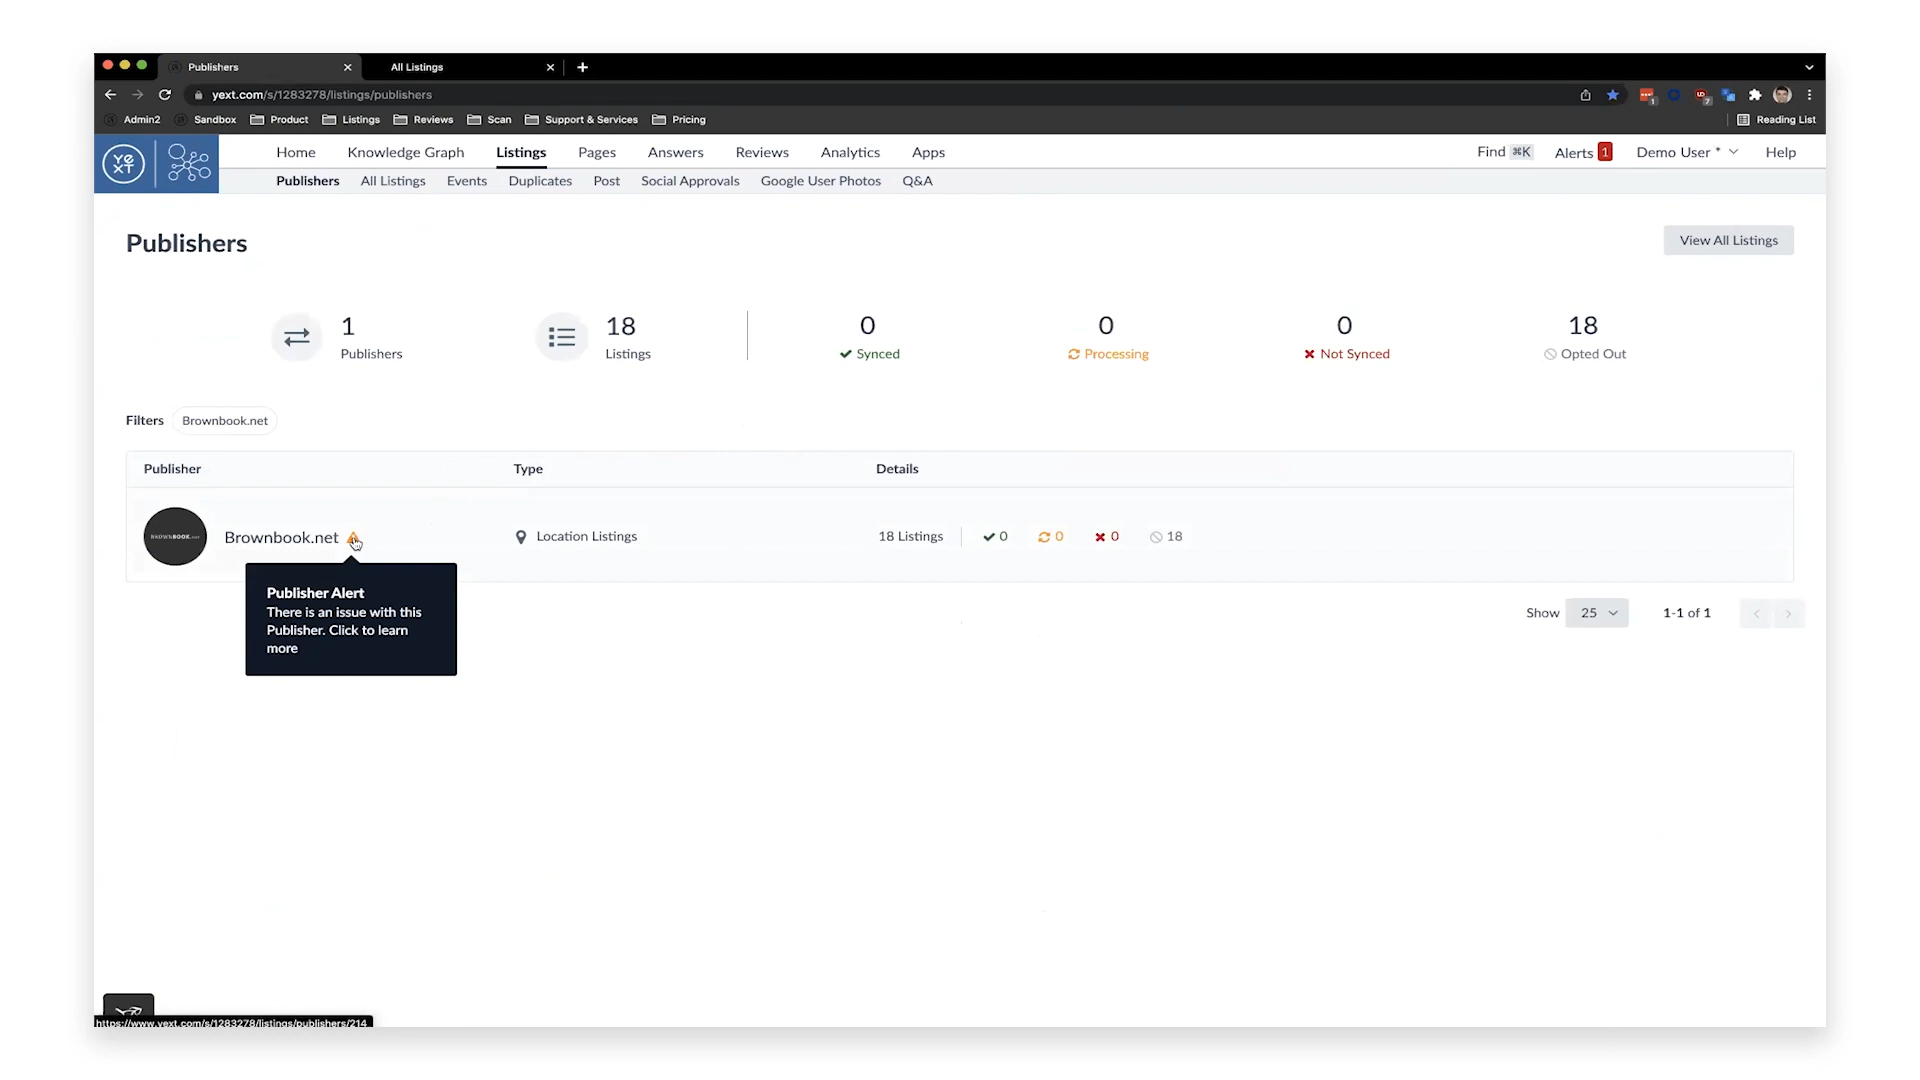 Publishers
All Listings
yext.com/s/1283278/listings/publishers
Admin2
Sandbox
Product
Listings
Reviews
Scan
Support & Services
Pricing
Reading List
YEXT
Home
Knowledge Graph
Listings
Pages
Answers
Reviews
Analytics
Apps
Find ⌘K
Alerts 1
Demo User *
Help
Publishers
All Listings
Events
Duplicates
Post
Social Approvals
Google User Photos
Q&A
Publishers
View All Listings
1
Publishers
18
Listings
0
Synced
0
Processing
0
Not Synced
18
Opted Out
Filters
Brownbook.net
Publisher
Type
Details
BROWNBOOK.net
Brownbook.net
Location Listings
18 Listings
0
0
0
18
Publisher Alert
There is an issue with this
Publisher. Click to learn
more
Show
25
1-1 of 1
https://www.yext.com/s/1283278/listings/publishers/214